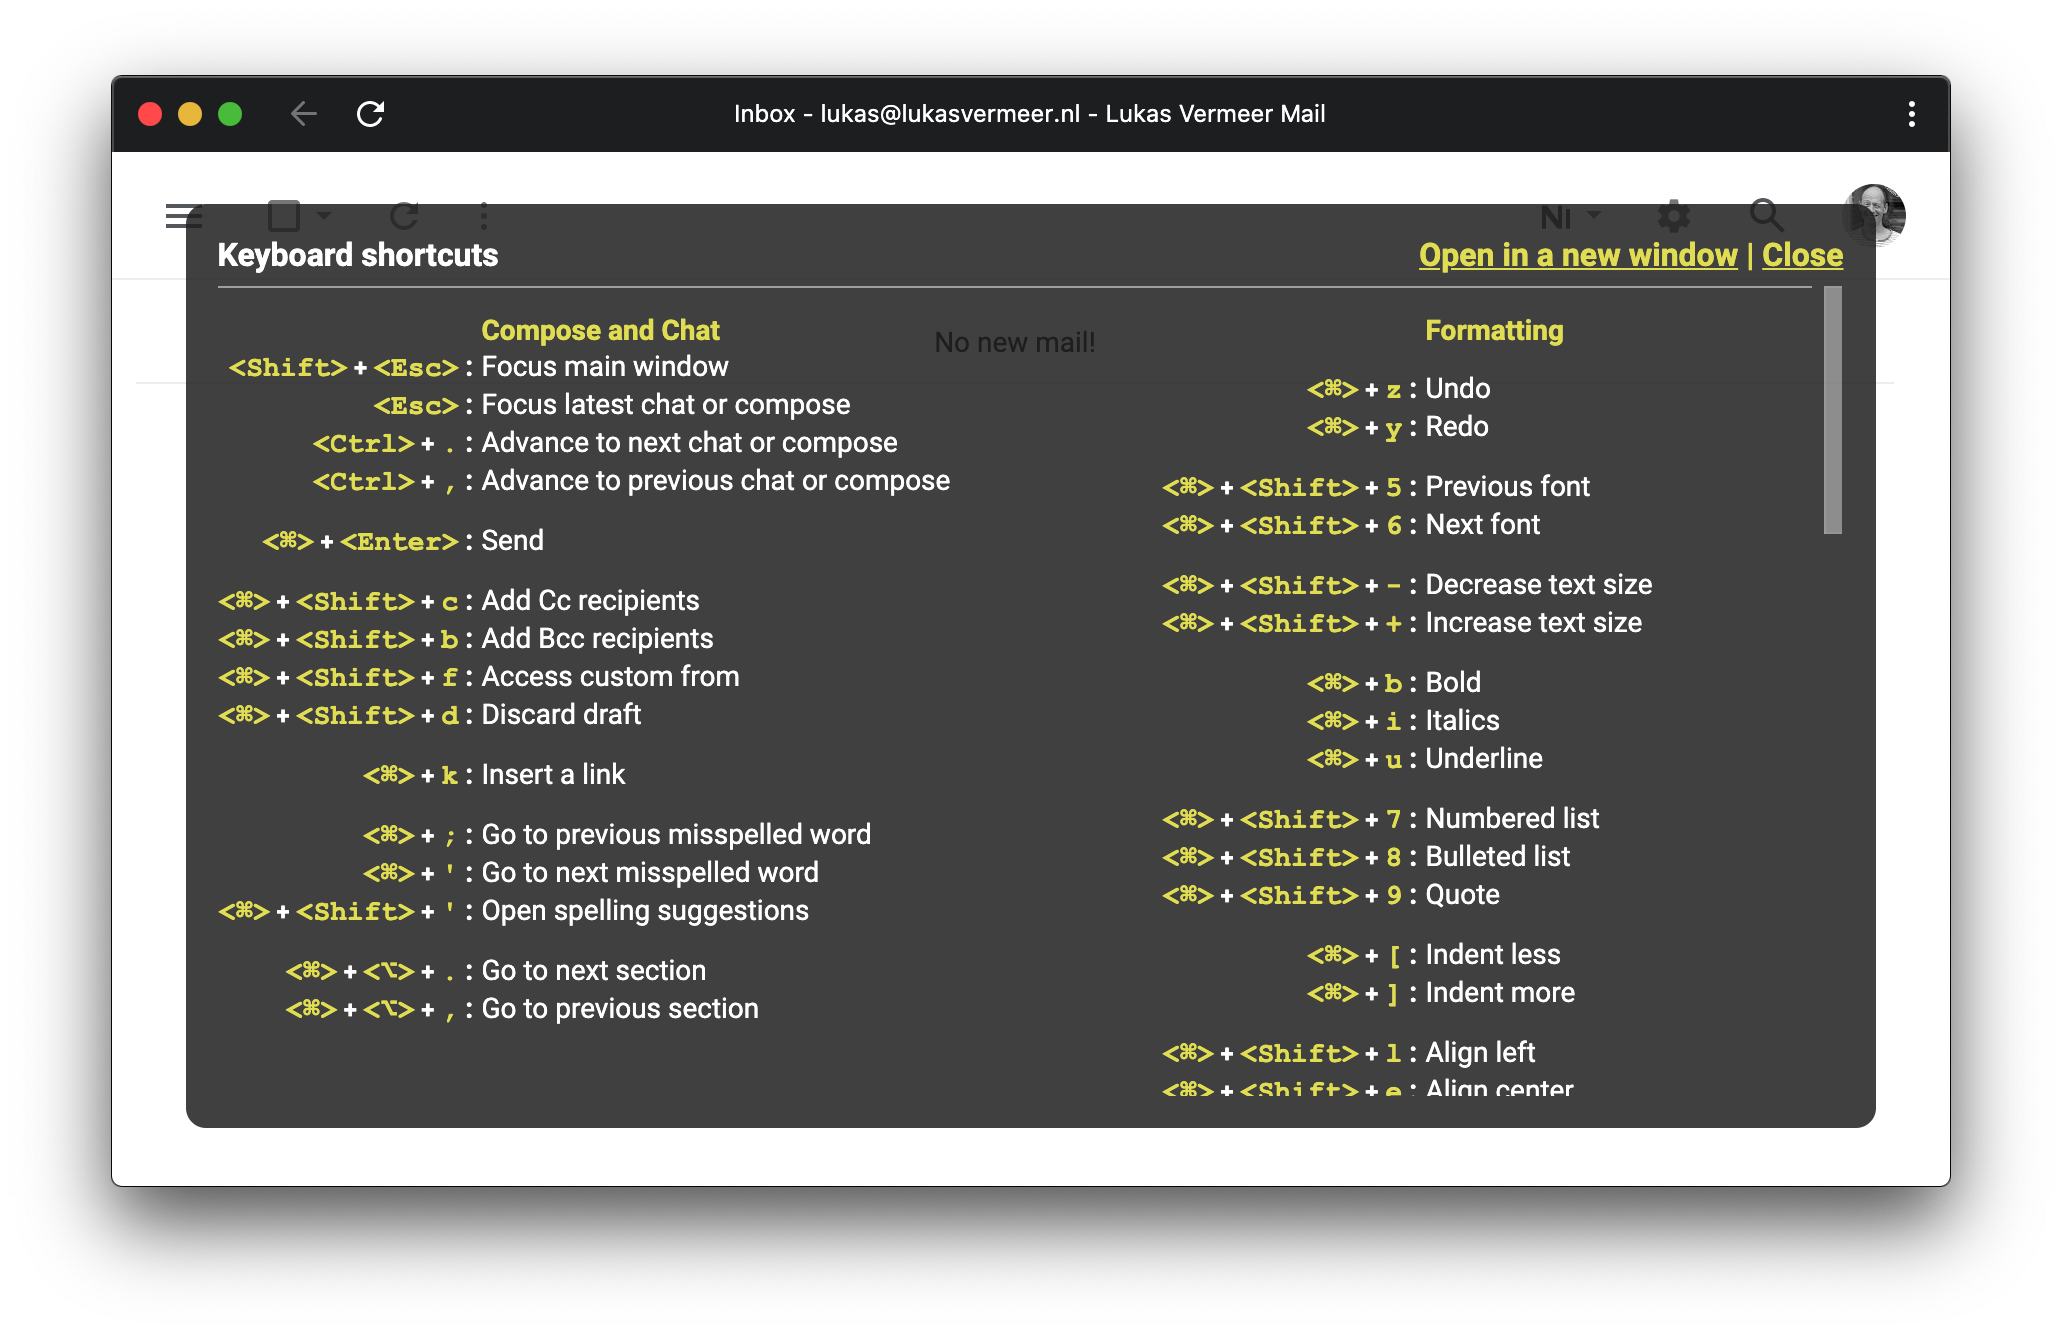 Inbox - lukas@lukasvermeer.nl - Lukas Vermeer Mail
Keyboard shortcuts
Open in a new window | Close
No new mail!
Compose and Chat
<Shift> + <Esc> : Focus main window
<Esc> : Focus latest chat or compose
<Ctrl> + . : Advance to next chat or compose
<Ctrl> + , : Advance to previous chat or compose
<⌘> + <Enter> : Send
<⌘> + <Shift> + c : Add Cc recipients
<⌘> + <Shift> + b : Add Bcc recipients
<⌘> + <Shift> + f : Access custom from
<⌘> + <Shift> + d : Discard draft
<⌘> + k : Insert a link
<⌘> + ; : Go to previous misspelled word
<⌘> + ' : Go to next misspelled word
<⌘> + <Shift> + ' : Open spelling suggestions
<⌘> + <⌥> + . : Go to next section
<⌘> + <⌥> + , : Go to previous section
Formatting
<⌘> + z : Undo
<⌘> + y : Redo
<⌘> + <Shift> + 5 : Previous font
<⌘> + <Shift> + 6 : Next font
<⌘> + <Shift> + - : Decrease text size
<⌘> + <Shift> + + : Increase text size
<⌘> + b : Bold
<⌘> + i : Italics
<⌘> + u : Underline
<⌘> + <Shift> + 7 : Numbered list
<⌘> + <Shift> + 8 : Bulleted list
<⌘> + <Shift> + 9 : Quote
<⌘> + [ : Indent less
<⌘> + ] : Indent more
<⌘> + <Shift> + l : Align left
<⌘> + <Shift> + e : Align center